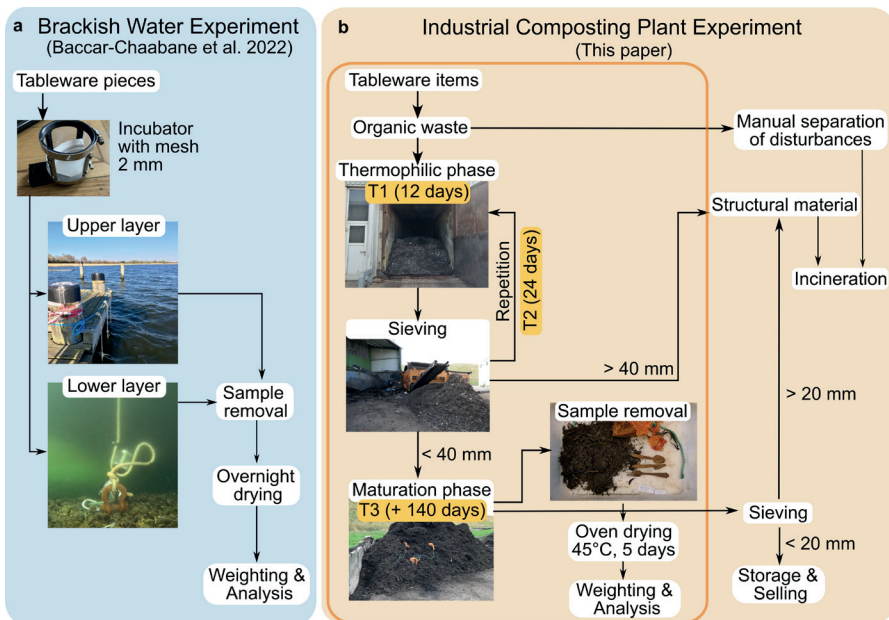 a Brackish Water Experiment
(Baccar-Chaabane et al. 2022)
Tableware pieces
Incubator
with mesh
2 mm
Upper layer
Lower layer
Sample
removal
Overnight
drying
Weighting &
Analysis
b Industrial Composting Plant Experiment
(This paper)
Tableware items
Organic waste
Manual separation
of disturbances
Thermophilic phase
T1 (12 days)
Structural material
Repetition
T2 (24 days)
Incineration
Sieving
> 40 mm
> 20 mm
Sample removal
< 40 mm
Maturation phase
T3 (+ 140 days)
Sieving
Oven drying
45°C, 5 days
< 20 mm
Storage &
Selling
Weighting &
Analysis